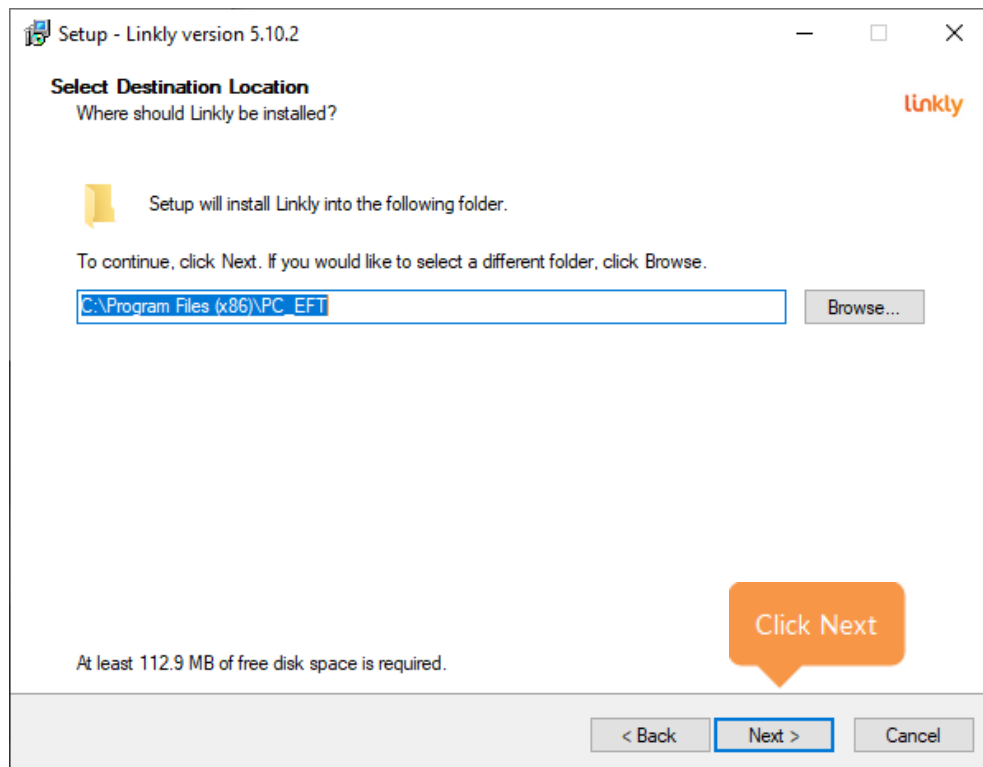 Setup - Linkly version 5.10.2
Select Destination Location
Where should Linkly be installed?
linkly
Setup will install Linkly into the following folder.
To continue, click Next. If you would like to select a different folder, click Browse.
C:\Program Files (x86)\PC_EFT
Browse...
Click Next
At least 112.9 MB of free disk space is required.
< Back
Next >
Cancel